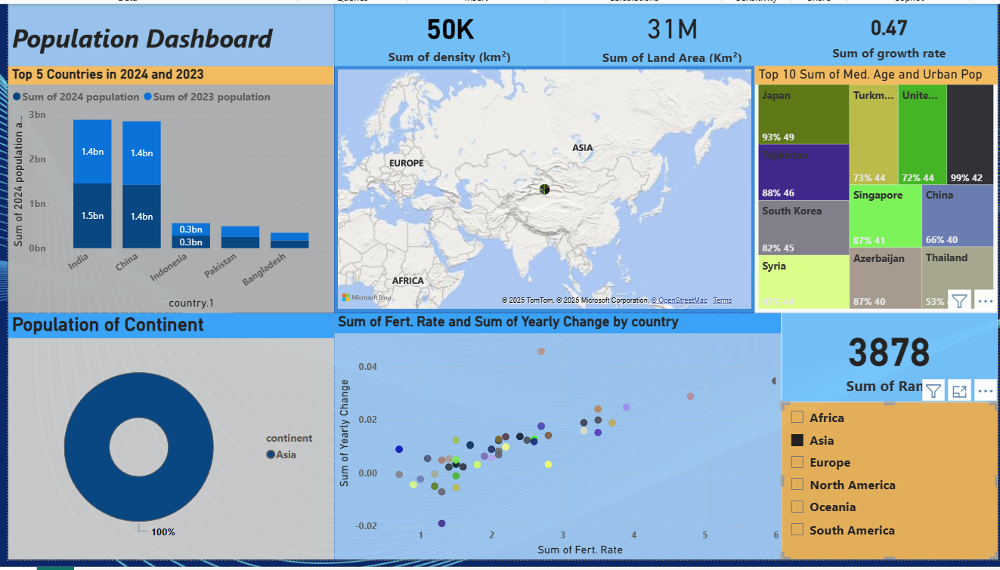 Population Dashboard
50K
Sum of density (km²)
31M
Sum of Land Area (Km²)
0.47
Sum of growth rate
Top 5 Countries in 2024 and 2023
Sum of 2024 population
Sum of 2023 population
Sum of 2024 population a...
3bn
2bn
1bn
0bn
1.4bn
1.5bn
1.4bn
1.4bn
0.3bn
0.3bn
India
China
Indonesia
Pakistan
Bangladesh
country.1
EUROPE
ASIA
AFRICA
Microsoft Bing
© 2025 TomTom, © 2025 Microsoft Corporation, © OpenStreetMap Terms
Top 10 Sum of Med. Age and Urban Pop
Japan
93% 49
Tajikistan
88% 46
South Korea
82% 45
Syria
Turkm...
73% 44
Unite...
72% 44
99% 42
Singapore
87% 41
China
66% 40
Azerbaijan
87% 40
Thailand
53%
Population of Continent
continent
Asia
100%
Sum of Fert. Rate and Sum of Yearly Change by country
Sum of Yearly Change
0.04
0.02
0.00
-0.02
1
2
3
4
5
6
Sum of Fert. Rate
3878
Sum of Ran
Africa
Asia
Europe
North America
Oceania
South America